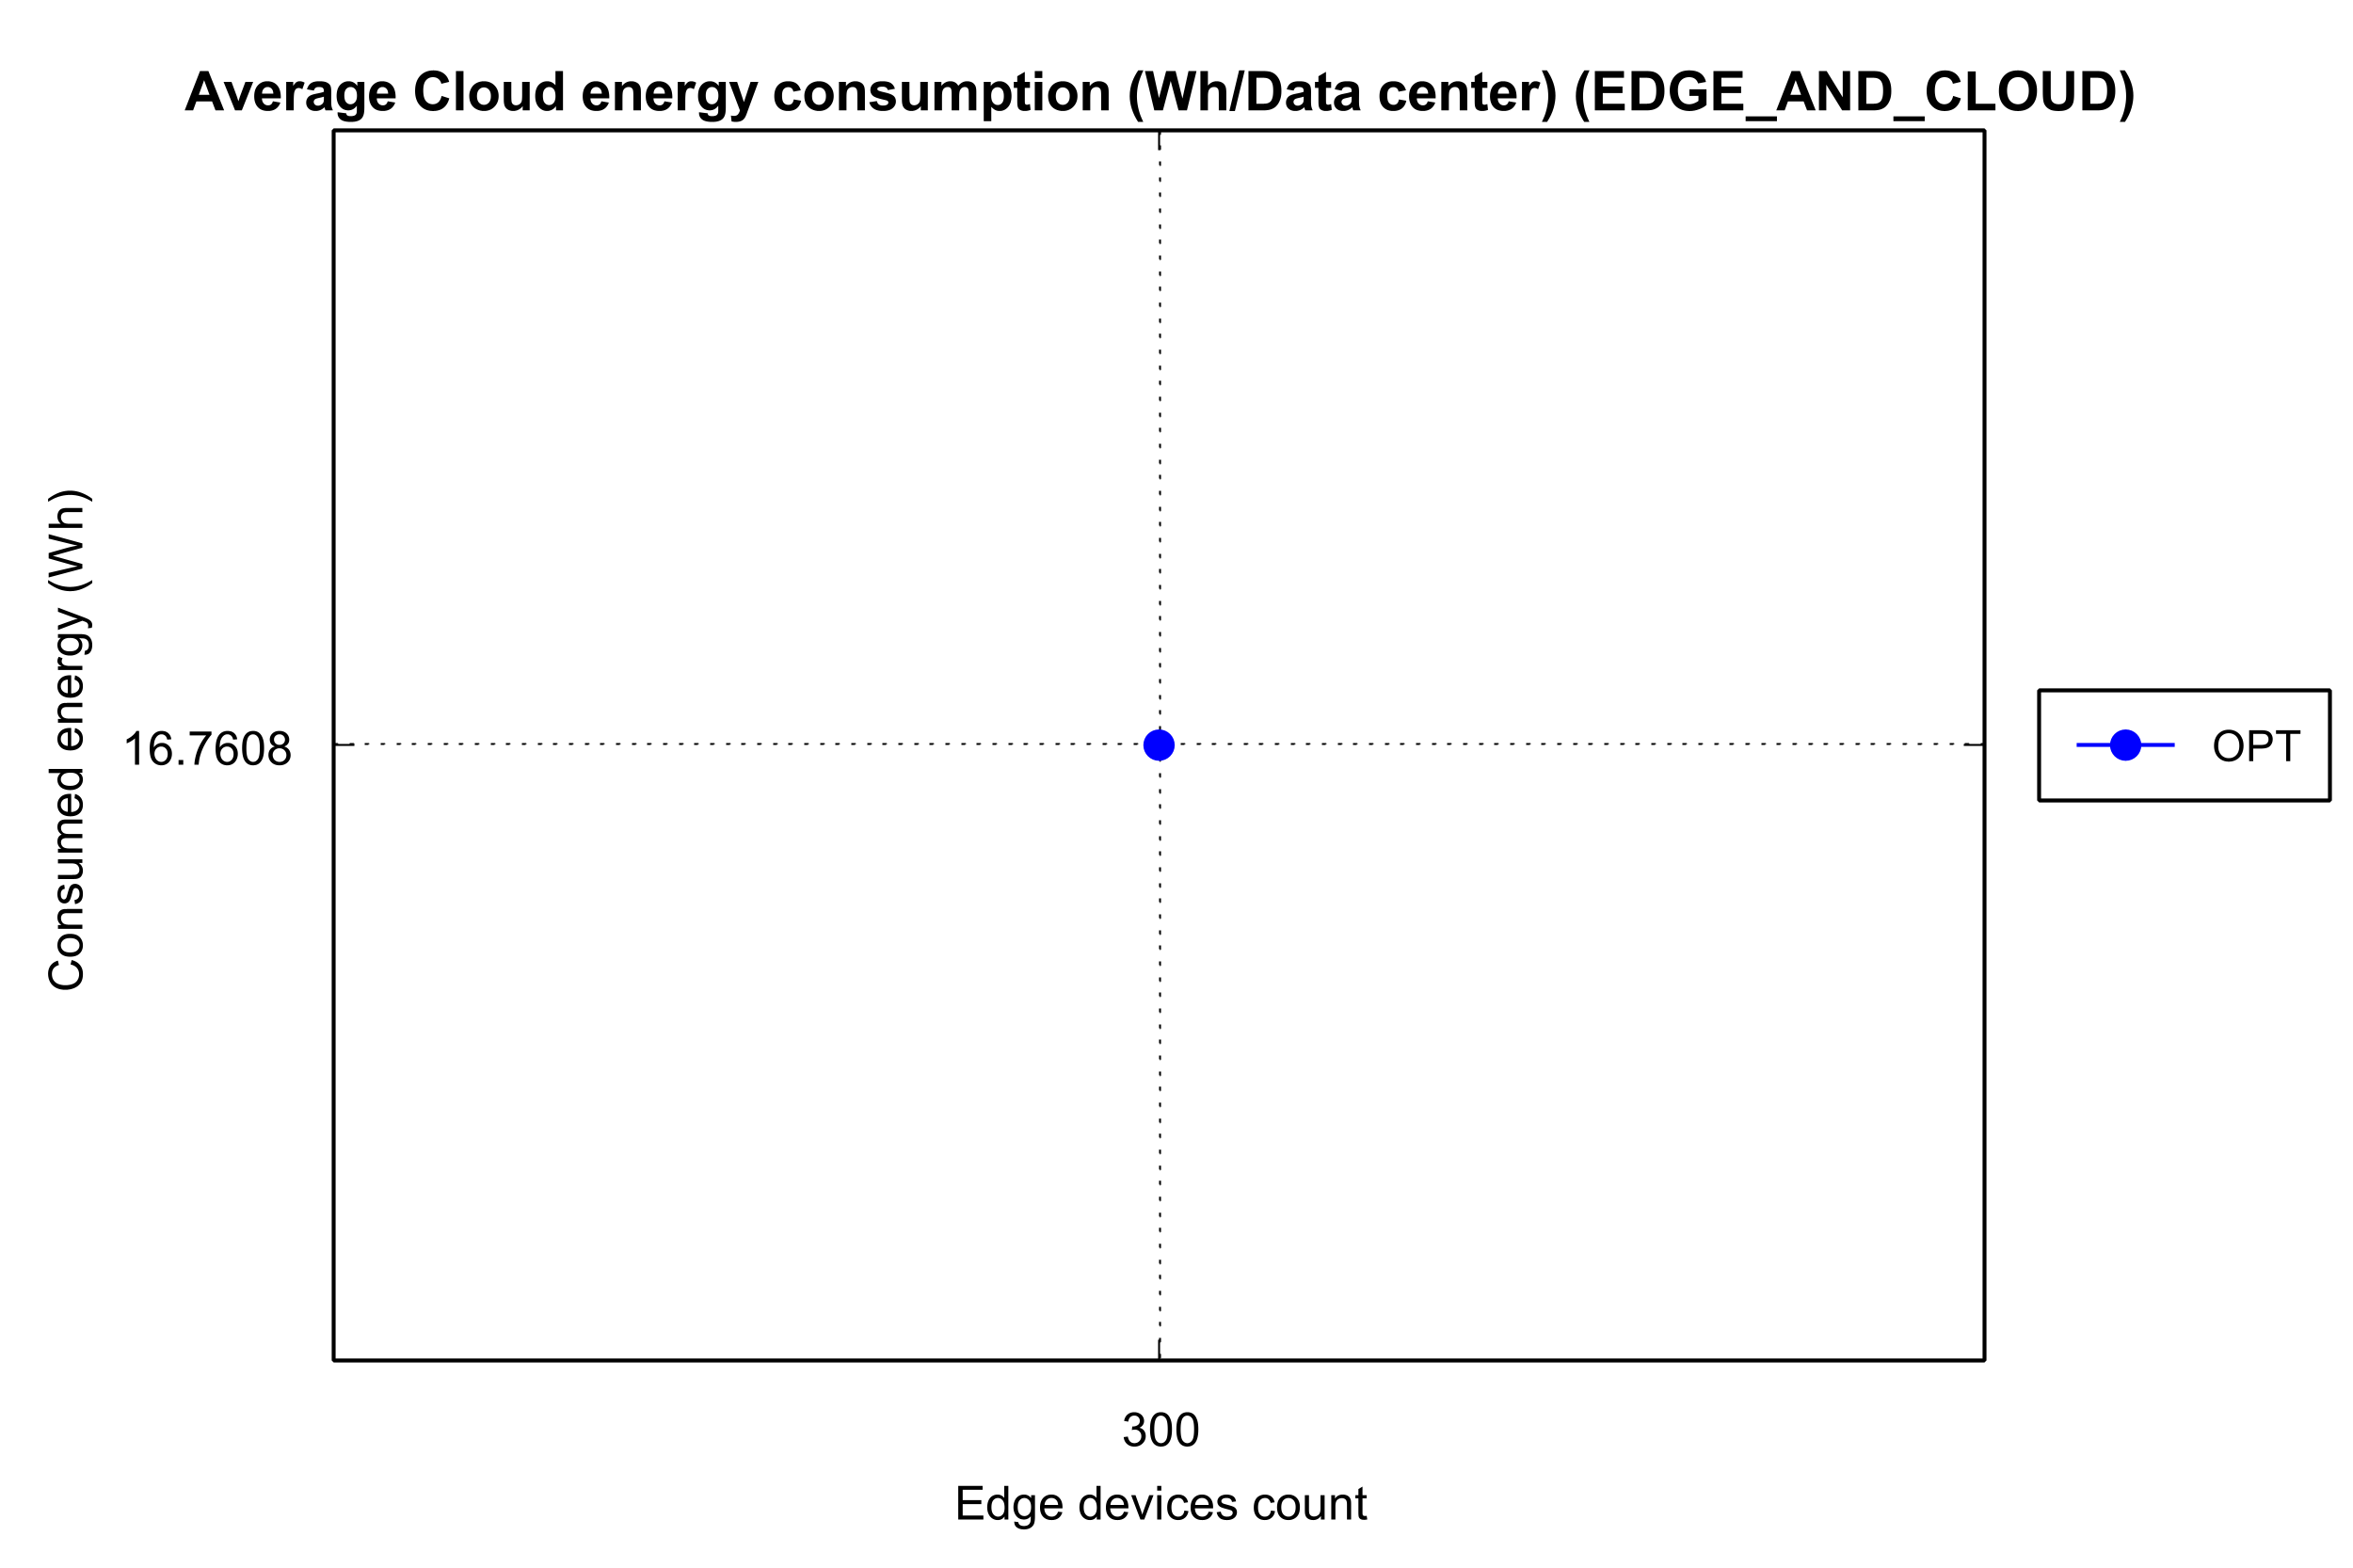 Average Cloud energy consumption (Wh/Data center) (EDGE_AND_CLOUD)
Consumed energy (Wh)
16.7608
OPT
300
Edge devices count